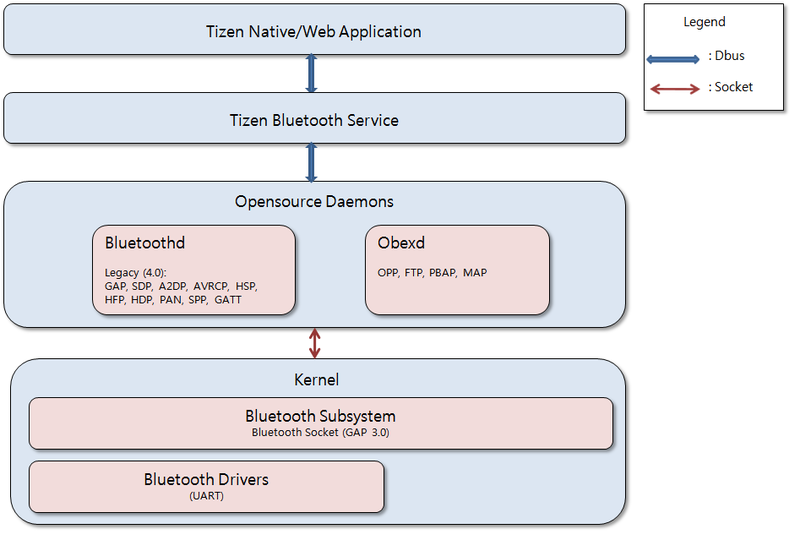 Tizen Native/Web Application
Legend
: Dbus
: Socket
Tizen Bluetooth Service
Opensource Daemons
Bluetoothd
Legacy (4.0):
GAP, SDP, A2DP, AVRCP, HSP,
HFP, HDP, PAN, SPP, GATT
Obexd
OPP, FTP, PBAP, MAP
Kernel
Bluetooth Subsystem
Bluetooth Socket (GAP 3.0)
Bluetooth Drivers
(UART)